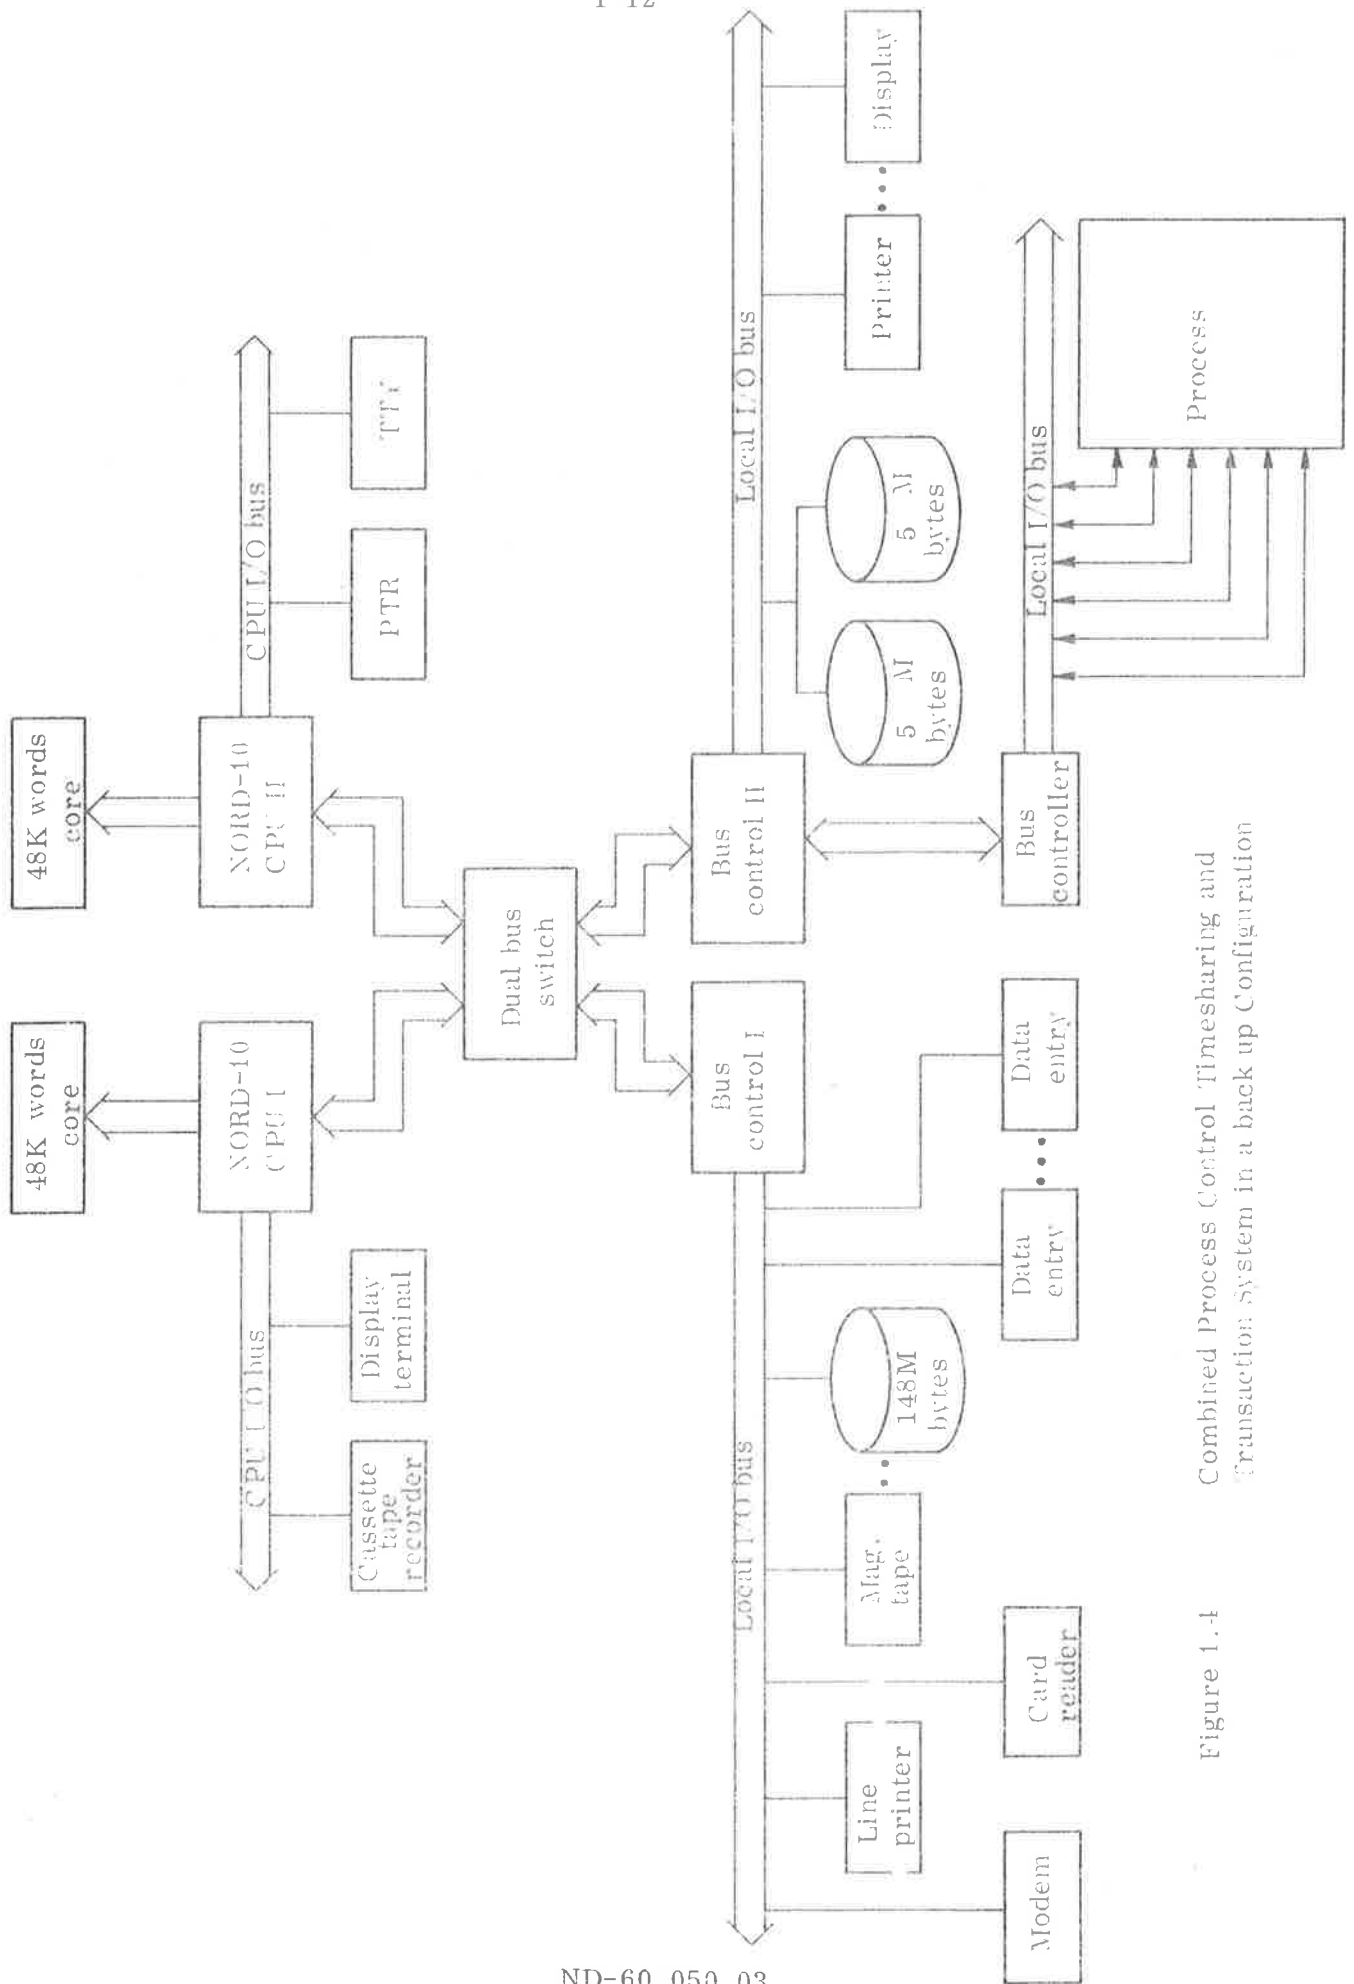 1-12
48K words
core
48K words
core
NORD-10
CPU I
NORD-10
CPU II
CPU I/O bus
CPU I/O bus
Cassette
tape
recorder
Display
terminal
PTR
TTY
Dual bus
switch
Bus
control I
Bus
control II
Local I/O bus
Local I/O bus
Line
printer
Mag.
tape
148M
bytes
5 M
bytes
5 M
bytes
Printer
Display
Modem
Card
reader
Data
entry
Data
entry
Bus
controller
Local I/O bus
Process
Figure 1.4
Combined Process Control Timesharing and
Transaction System in a back up Configuration
ND-60.050.03